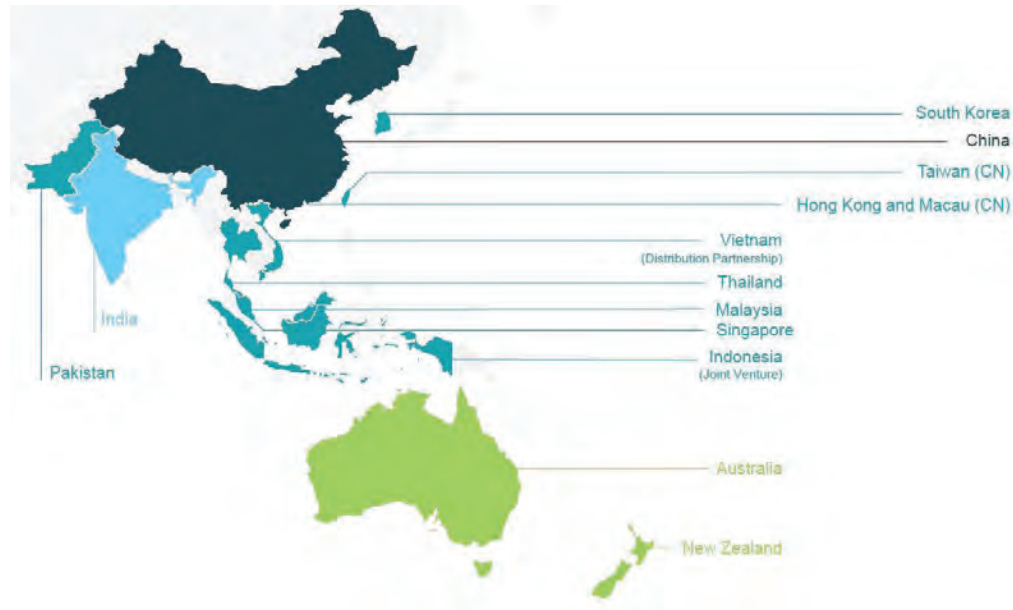 South Korea
China
Taiwan (CN)
Hong Kong and Macau (CN)
Vietnam
(Distribution Partnership)
Thailand
Malaysia
India
Singapore
Indonesia
Pakistan
(Joint Venture)
Australia
New Zealand